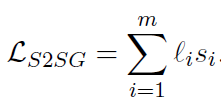 $\mathcal{L}_{S2SG} = \sum_{i=1}^{m} \ell_i s_i.$